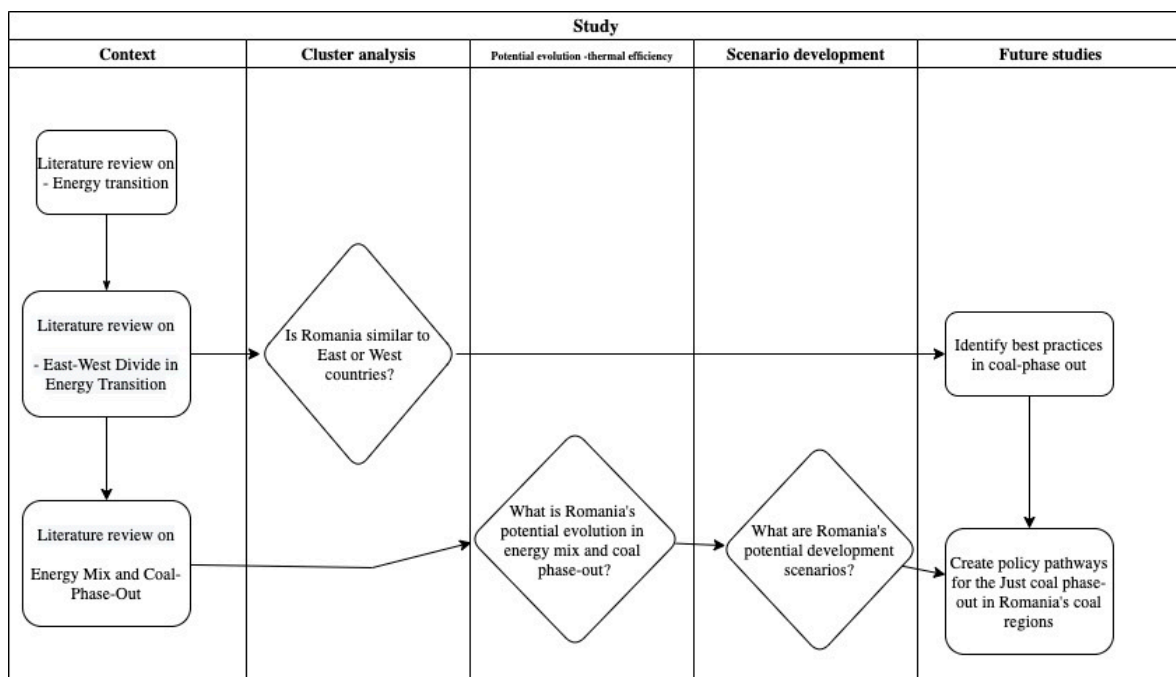 Study
Context
Cluster analysis
Potential evolution -thermal efficiency
Scenario development
Future studies
Literature review on
- Energy transition
Literature review on
- East-West Divide in
Energy Transition
Literature review on
Energy Mix and Coal-
Phase-Out
Is Romania similar to
East or West
countries?
What is Romania's
potential evolution in
energy mix and coal
phase-out?
What are Romania's
potential development
scenarios?
Identify best practices
in coal-phase out
Create policy pathways
for the Just coal phase-
out in Romania's coal
regions